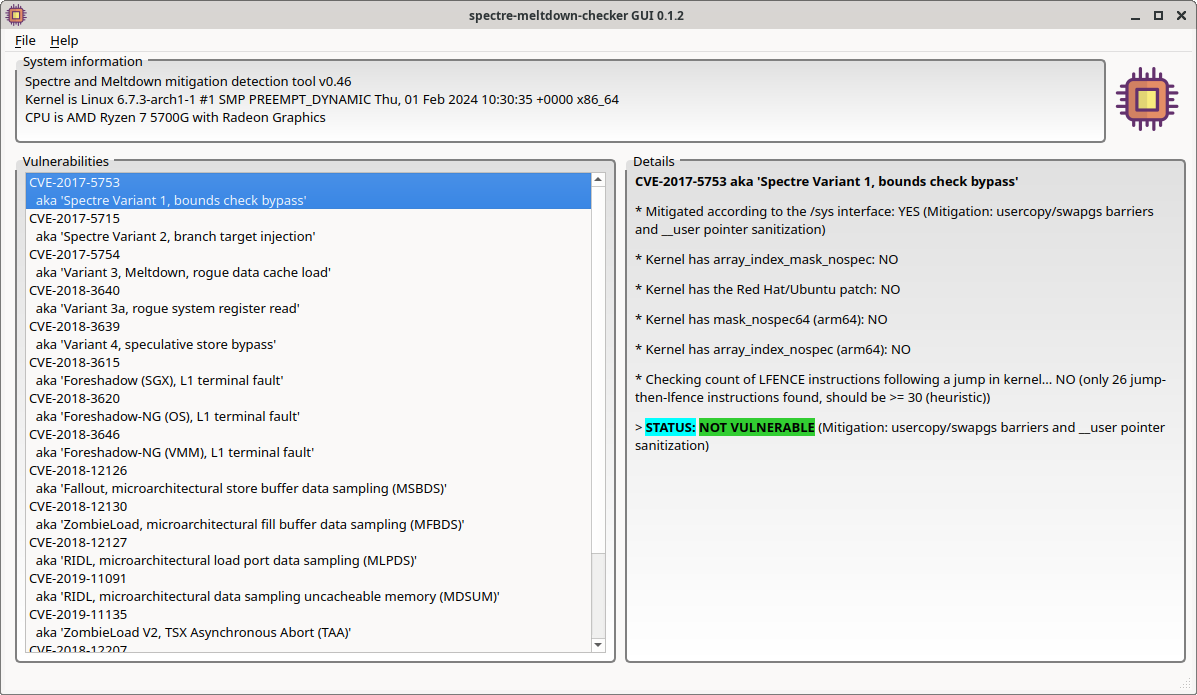 spectre-meltdown-checker GUI 0.1.2
File Help
System information
Spectre and Meltdown mitigation detection tool v0.46
Kernel is Linux 6.7.3-arch1-1 #1 SMP PREEMPT_DYNAMIC Thu, 01 Feb 2024 10:30:35 +0000 x86_64
CPU is AMD Ryzen 7 5700G with Radeon Graphics
Vulnerabilities
CVE-2017-5753
aka 'Spectre Variant 1, bounds check bypass'
CVE-2017-5715
aka 'Spectre Variant 2, branch target injection'
CVE-2017-5754
aka 'Variant 3, Meltdown, rogue data cache load'
CVE-2018-3640
aka 'Variant 3a, rogue system register read'
CVE-2018-3639
aka 'Variant 4, speculative store bypass'
CVE-2018-3615
aka 'Foreshadow (SGX), L1 terminal fault'
CVE-2018-3620
aka 'Foreshadow-NG (OS), L1 terminal fault'
CVE-2018-3646
aka 'Foreshadow-NG (VMM), L1 terminal fault'
CVE-2018-12126
aka 'Fallout, microarchitectural store buffer data sampling (MSBDS)'
CVE-2018-12130
aka 'ZombieLoad, microarchitectural fill buffer data sampling (MFBDS)'
CVE-2018-12127
aka 'RIDL, microarchitectural load port data sampling (MLPDS)'
CVE-2019-11091
aka 'RIDL, microarchitectural data sampling uncacheable memory (MDSUM)'
CVE-2019-11135
aka 'ZombieLoad V2, TSX Asynchronous Abort (TAA)'
CVE-2018-12207
Details
CVE-2017-5753 aka 'Spectre Variant 1, bounds check bypass'
* Mitigated according to the /sys interface: YES (Mitigation: usercopy/swapgs barriers
and __user pointer sanitization)
* Kernel has array_index_mask_nospec: NO
* Kernel has the Red Hat/Ubuntu patch: NO
* Kernel has mask_nospec64 (arm64): NO
* Kernel has array_index_nospec (arm64): NO
* Checking count of LFENCE instructions following a jump in kernel... NO (only 26 jump-
then-lfence instructions found, should be >= 30 (heuristic))
> STATUS: NOT VULNERABLE (Mitigation: usercopy/swapgs barriers and __user pointer
sanitization)